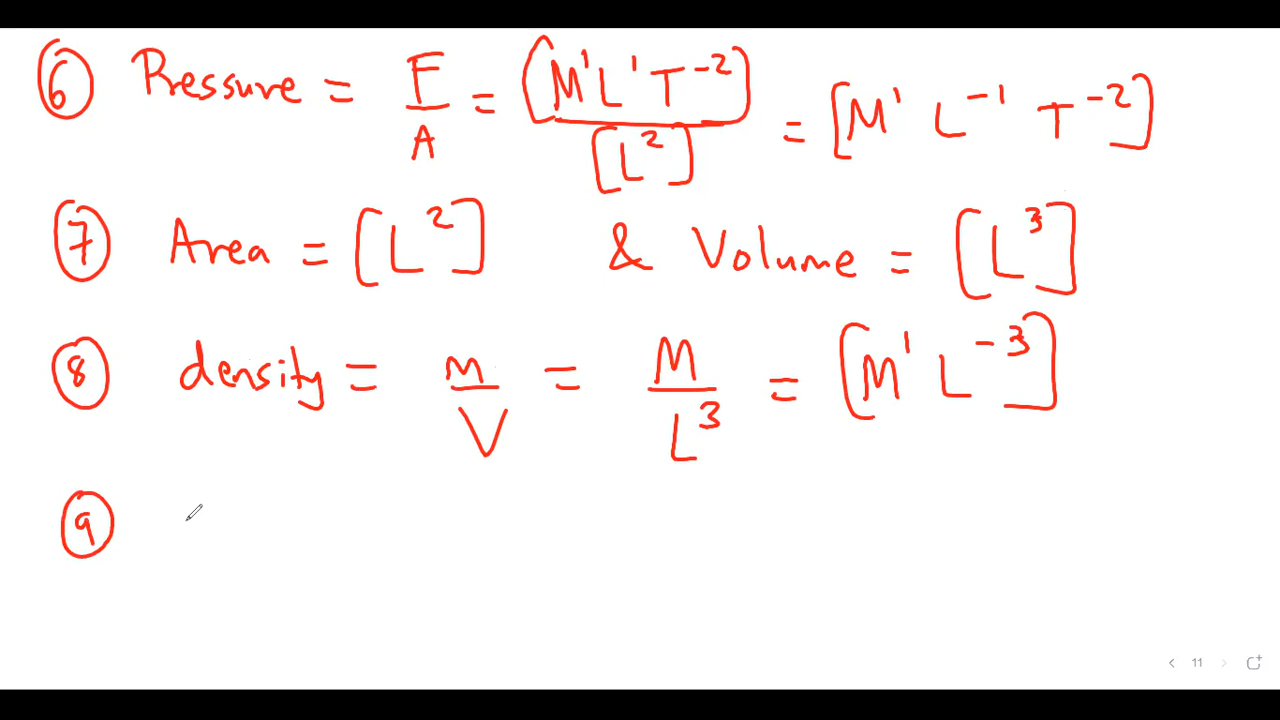 ⑥ Pressure = F/A = [M¹L¹T⁻²]/[L²] = [M¹ L⁻¹ T⁻²]
⑦ Area = [L²] & Volume = [L³]
⑧ density = m/V = M/L³ = [M¹ L⁻³]
⑨
< 11 >